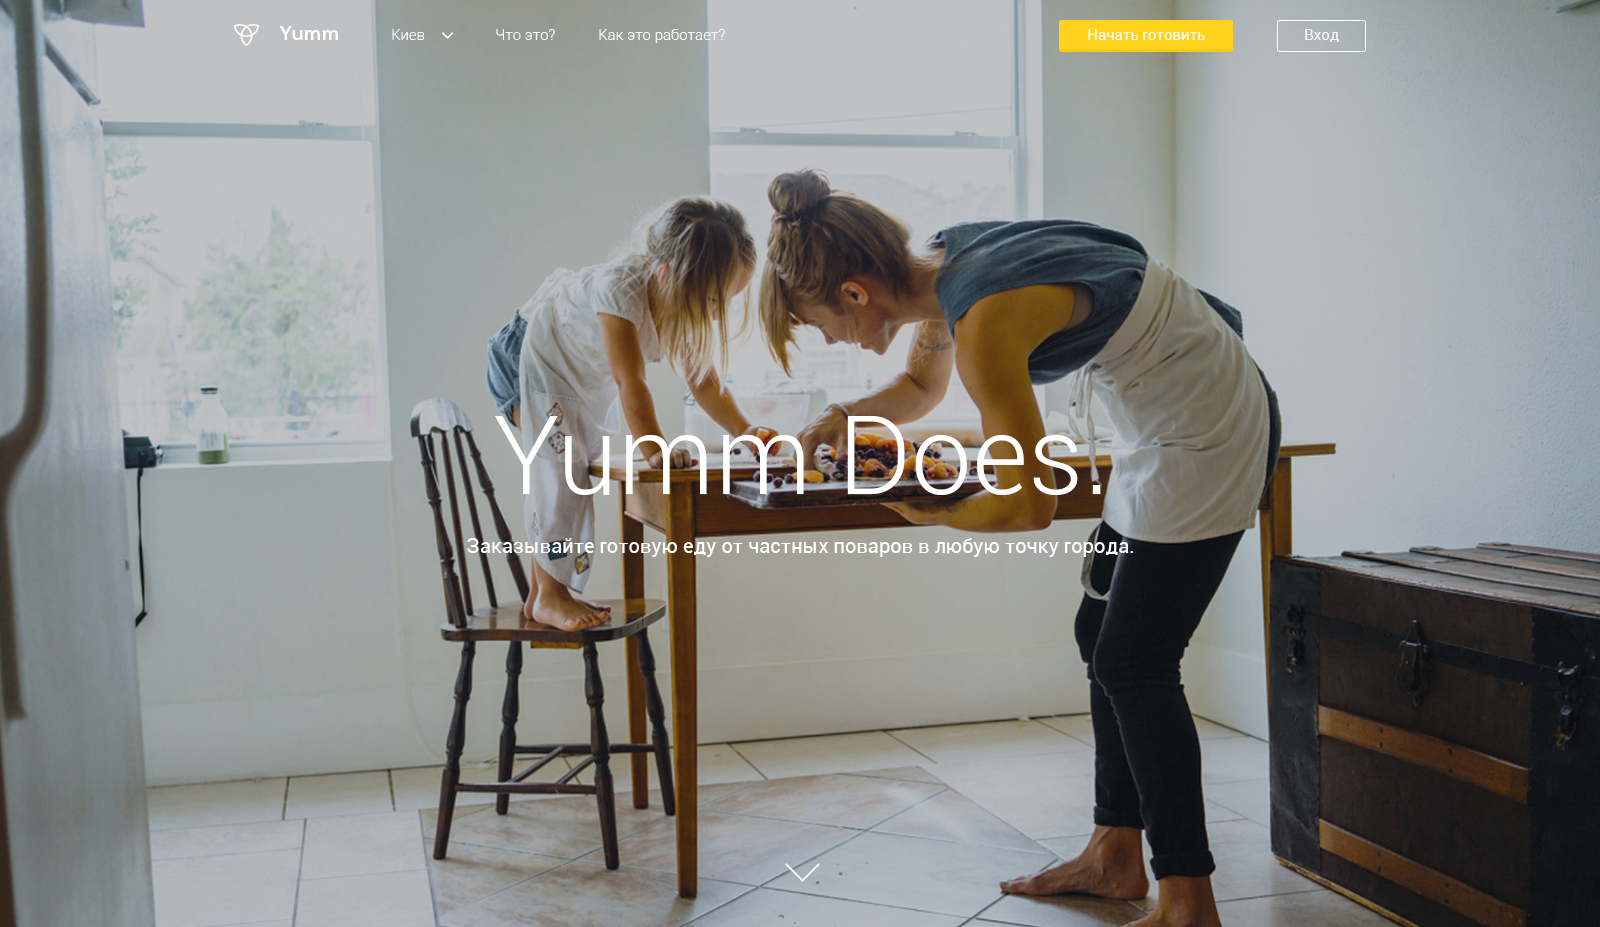 Yumm
Киев
Что это?
Как это работает?
Начать готовить
Вход
Yumm Does.
Заказывайте готовую еду от частных поваров в любую точку города.